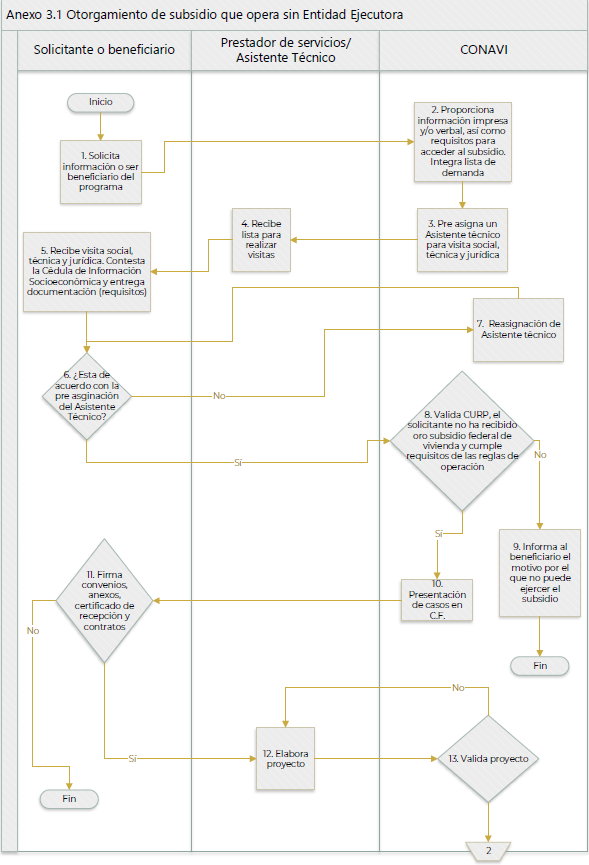 Anexo 3.1 Otorgamiento de subsidio que opera sin Entidad Ejecutora
Solicitante o beneficiario
Prestador de servicios/
Asistente Técnico
CONAVI
Inicio
1. Solicita
información o ser
beneficiario del
programa
2. Proporciona
información impresa
y/o verbal, así como
requisitos para
acceder al subsidio.
Integra lista de
demanda
3. Pre asigna un
Asistente técnico
para visita social,
técnica y jurídica
4. Recibe
lista para
realizar
visitas
5. Recibe visita social,
técnica y jurídica. Contesta
la Cédula de Información
Socioeconómica y entrega
documentación (requisitos)
7. Reasignación de
Asistente técnico
6. ¿Esta de
acuerdo con la
pre asginación
del Asistente
Técnico?
No
Sí
8. Valida CURP, el
solicitante no ha recibido
oro subsidio federal de
vivienda y cumple
requisitos de las reglas de
operación
No
Sí
9. Informa al
beneficiario el
motivo por el
que no puede
ejercer el
subsidio
Fin
10.
Presentación
de casos en
C.F.
11. Firma
convenios,
anexos,
certificado de
recepción y
contratos
No
Sí
Fin
12. Elabora
proyecto
No
13. Valida proyecto
2